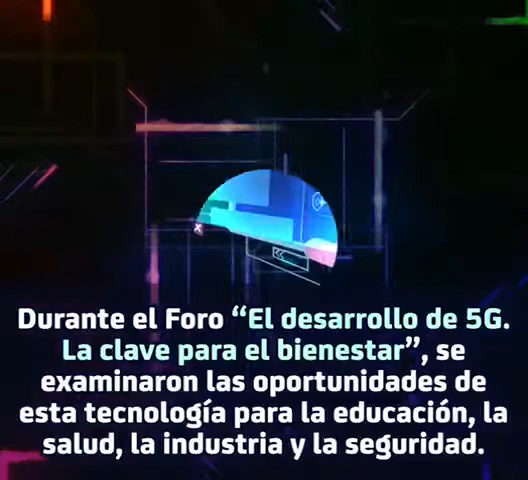 Durante el Foro “El desarrollo de 5G.
La clave para el bienestar”, se
examinaron las oportunidades de
esta tecnología para la educación, la
salud, la industria y la seguridad.